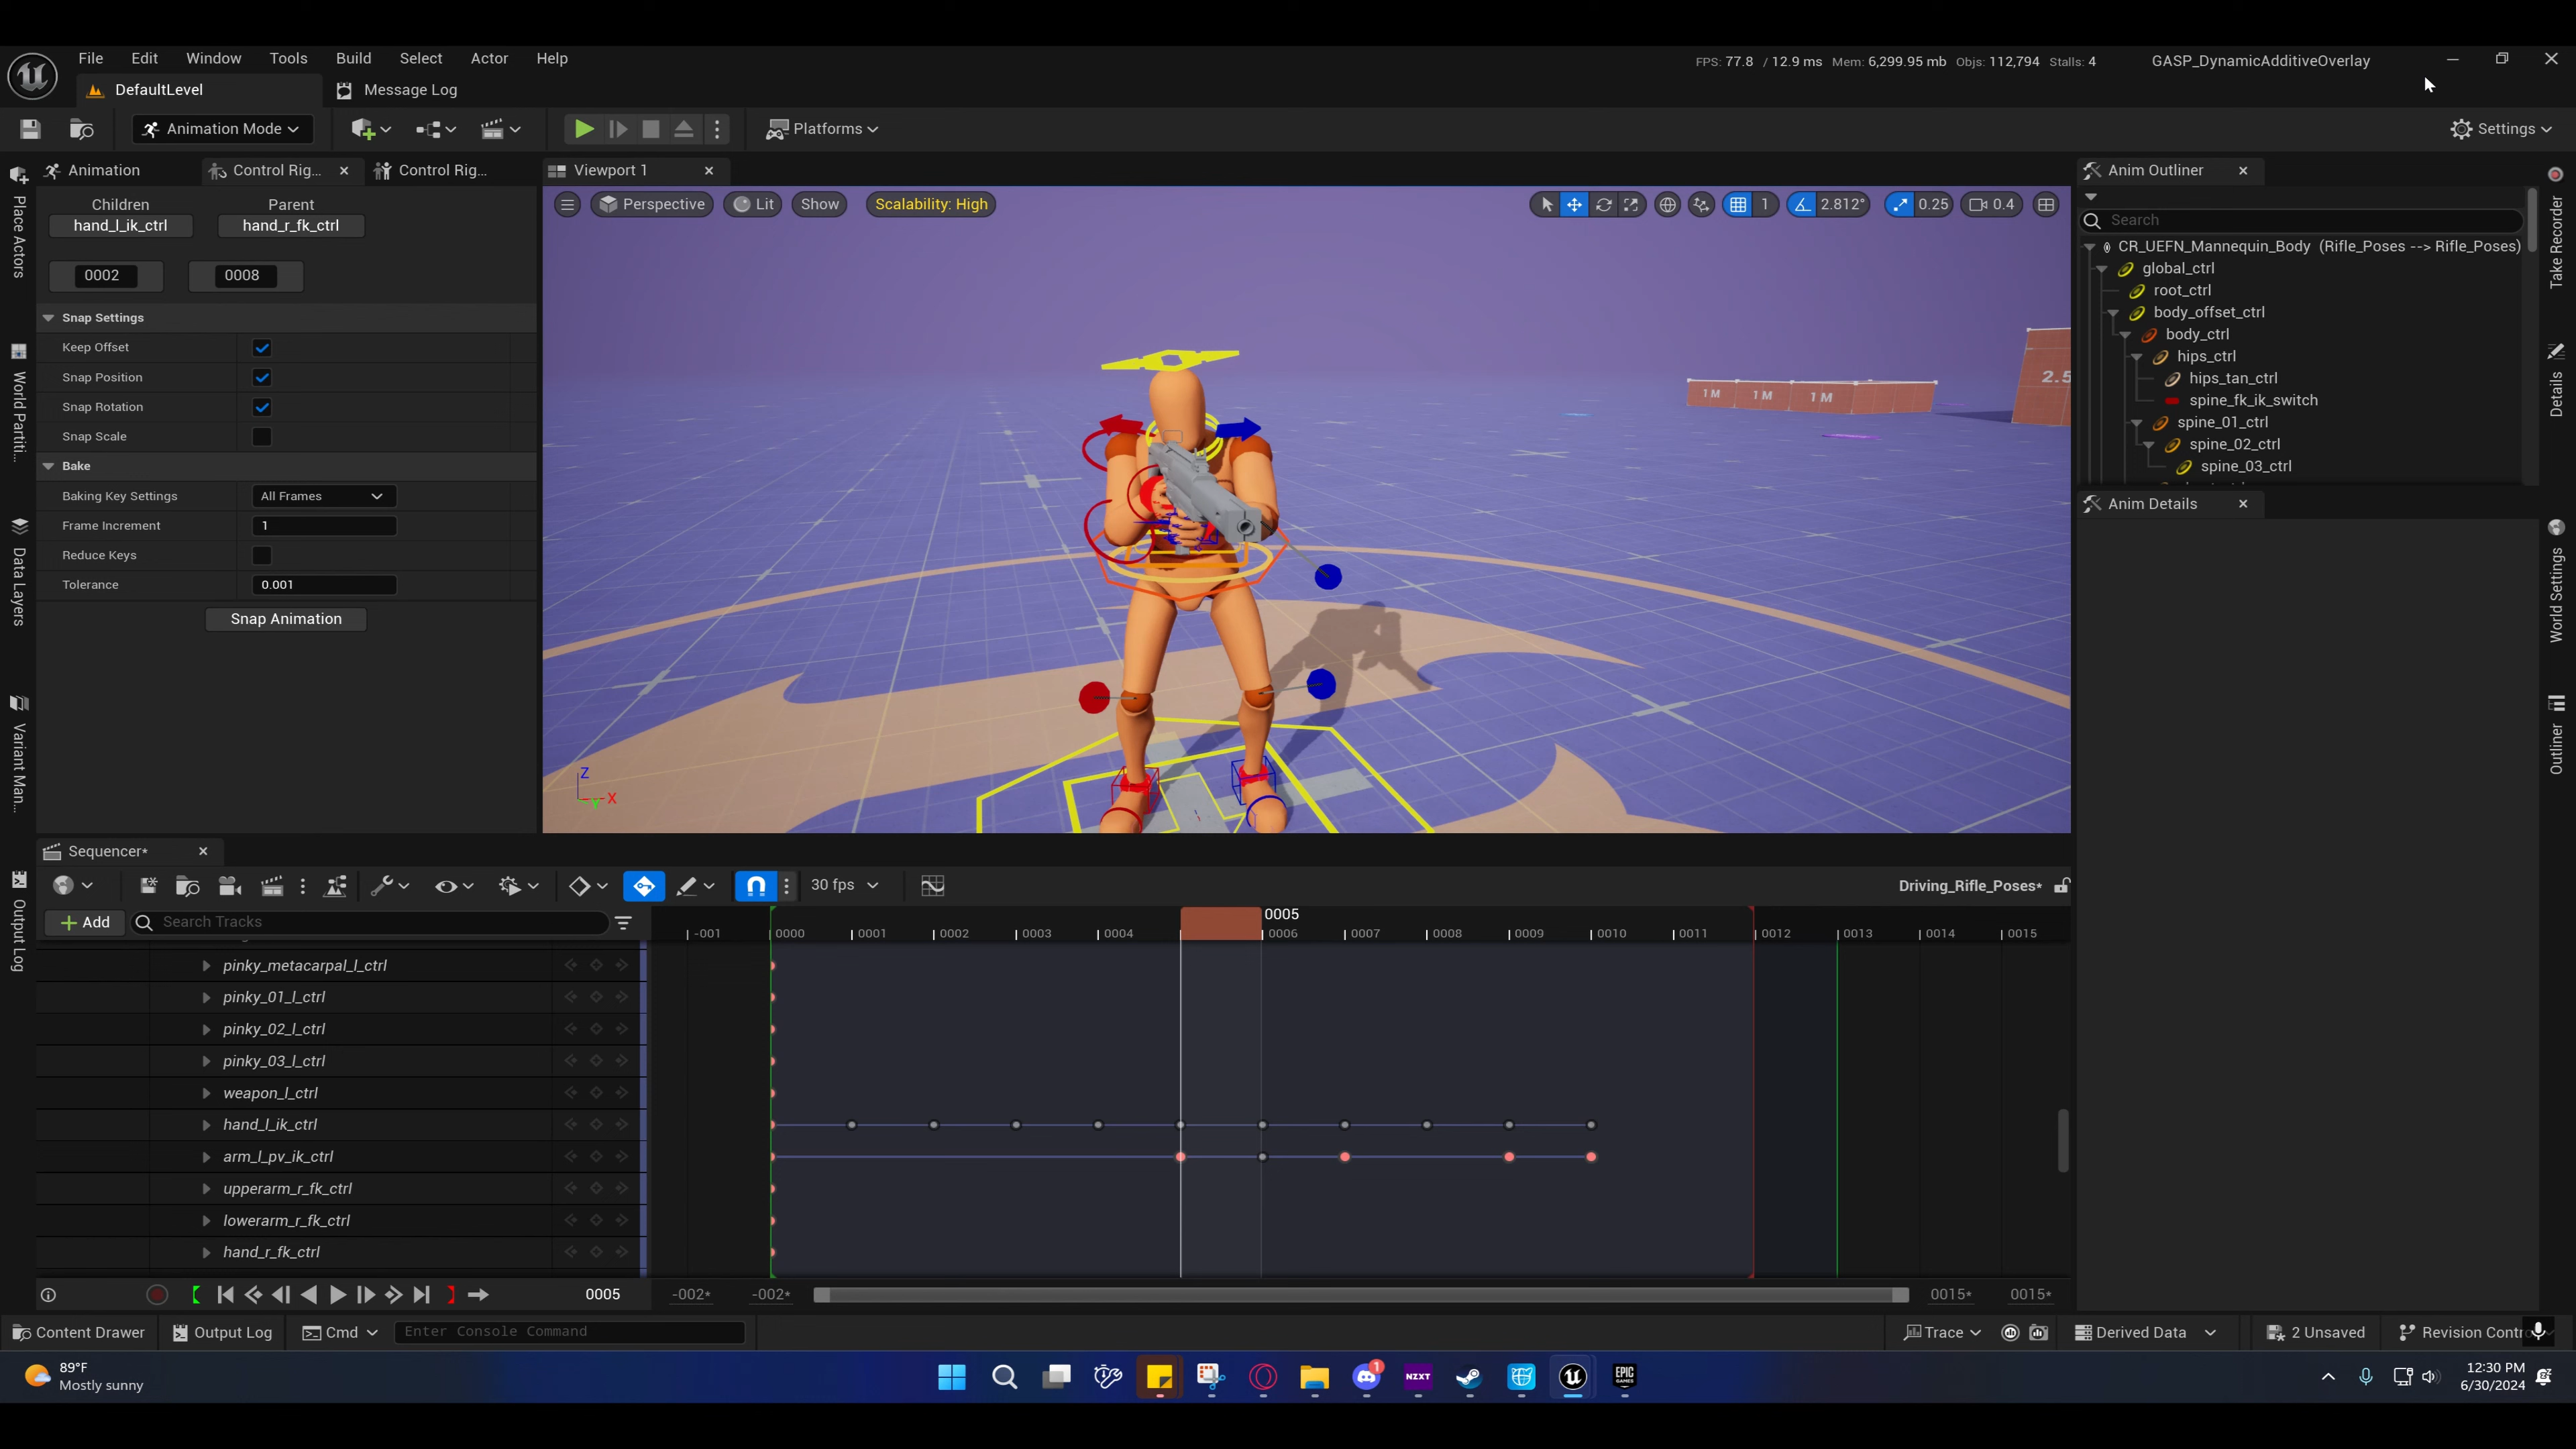 File Edit Window Tools Build Select Actor Help
FPS: 77.8 / 12.9 ms Mem: 6,299.95 mb Objs: 112,794 Stalls: 4
GASP_DynamicAdditiveOverlay
DefaultLevel
Message Log
Animation Mode
Platforms
Settings
Place Actors
World Partiti...
Data Layers
Variant Man...
Output Log
Animation
Control Rig...
Control Rig...
Children
Parent
hand_l_ik_ctrl
hand_r_fk_ctrl
0002
0008
Snap Settings
Keep Offset
Snap Position
Snap Rotation
Snap Scale
Bake
Baking Key Settings All Frames
Frame Increment 1
Reduce Keys
Tolerance 0.001
Snap Animation
Viewport 1
Perspective Lit Show Scalability: High
1 2.812° 0.25 0.4
1 M 1 M 1 M
2.5
Z
X
Y
Anim Outliner
Search
CR_UEFN_Mannequin_Body (Rifle_Poses --> Rifle_Poses)
global_ctrl
root_ctrl
body_offset_ctrl
body_ctrl
hips_ctrl
hips_tan_ctrl
spine_fk_ik_switch
spine_01_ctrl
spine_02_ctrl
spine_03_ctrl
Anim Details
Take Recorder
Details
World Settings
Outliner
Sequencer*
30 fps
Driving_Rifle_Poses*
Add
Search Tracks
0005
-001 0000 0001 0002 0003 0004 0006 0007 0008 0009 0010 0011 0012 0013 0014 0015
pinky_metacarpal_l_ctrl
pinky_01_l_ctrl
pinky_02_l_ctrl
pinky_03_l_ctrl
weapon_l_ctrl
hand_l_ik_ctrl
arm_l_pv_ik_ctrl
upperarm_r_fk_ctrl
lowerarm_r_fk_ctrl
hand_r_fk_ctrl
0005
-002* -002* 0015* 0015*
Content Drawer Output Log Cmd Enter Console Command
Trace Derived Data 2 Unsaved Revision Contro
89°F
Mostly sunny
1
NZXT
EPIC
GAMES
12:30 PM
6/30/2024